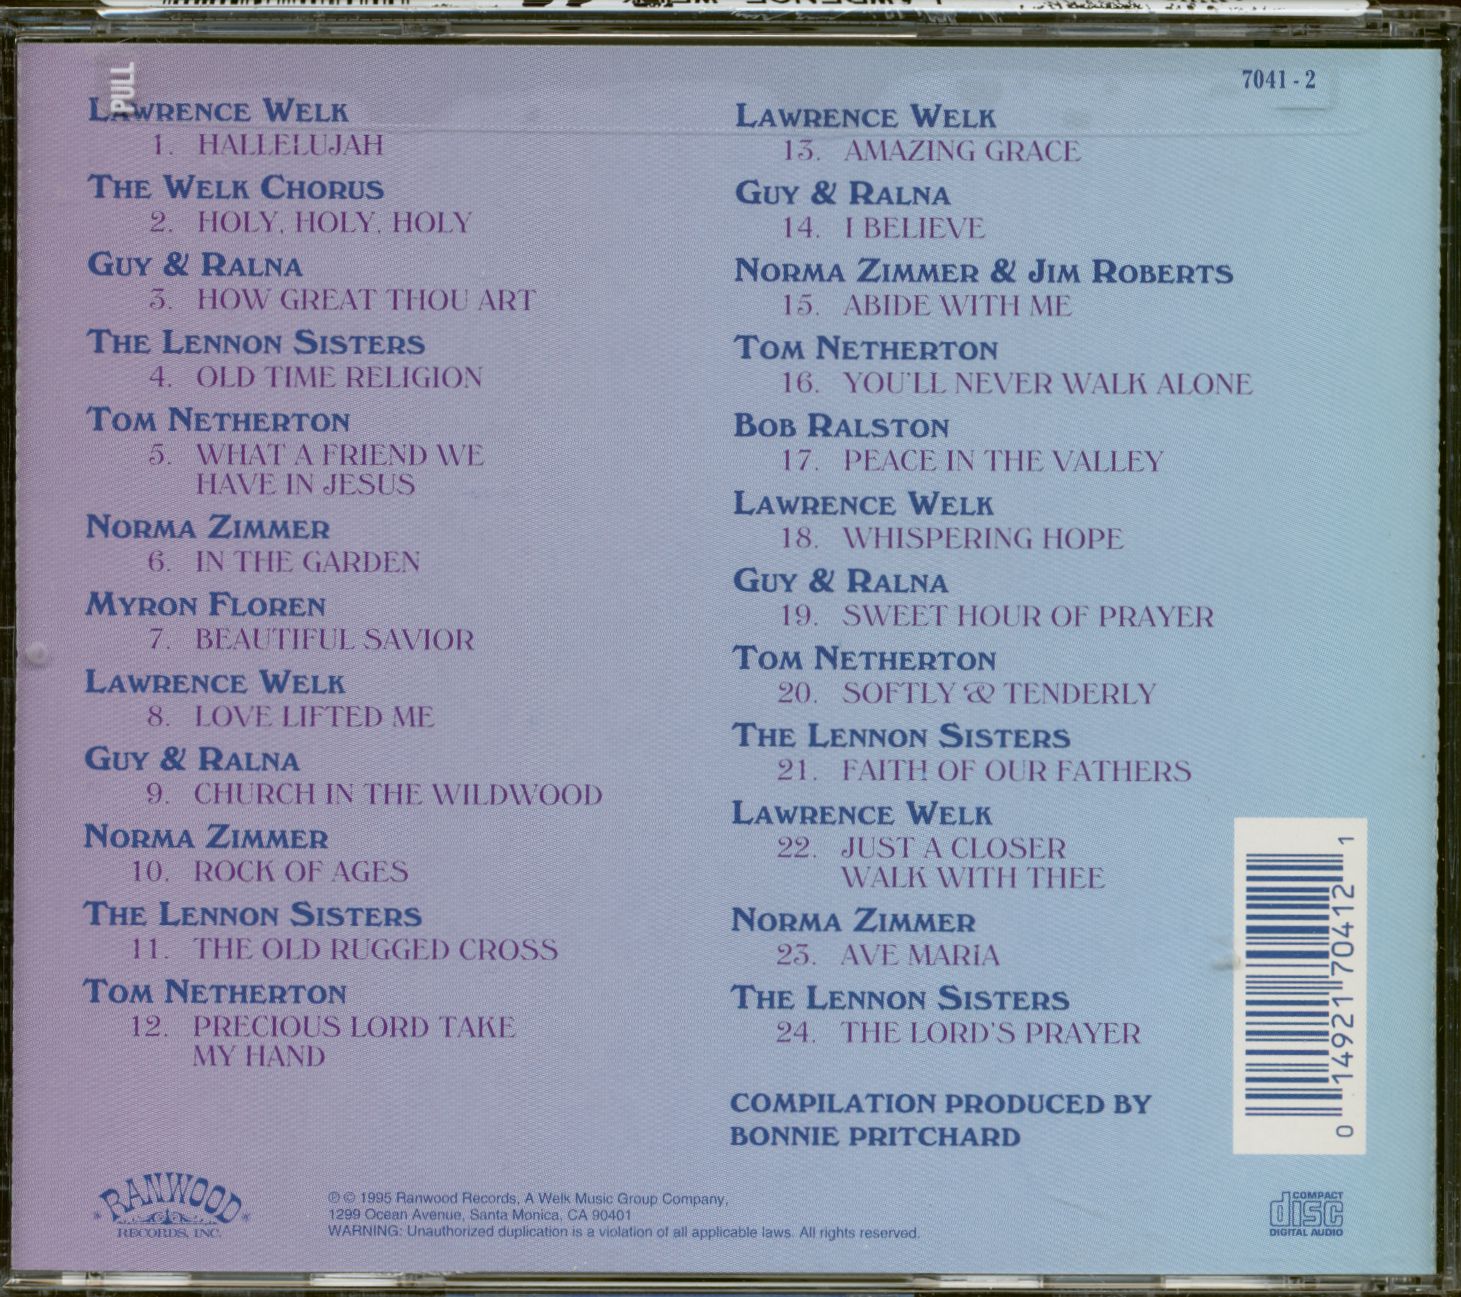 PULL
7041 - 2
LAWRENCE WELK
1. HALLELUJAH
THE WELK CHORUS
2. HOLY, HOLY, HOLY
GUY & RALNA
3. HOW GREAT THOU ART
THE LENNON SISTERS
4. OLD TIME RELIGION
TOM NETHERTON
5. WHAT A FRIEND WE
HAVE IN JESUS
NORMA ZIMMER
6. IN THE GARDEN
MYRON FLOREN
7. BEAUTIFUL SAVIOR
LAWRENCE WELK
8. LOVE LIFTED ME
GUY & RALNA
9. CHURCH IN THE WILDWOOD
NORMA ZIMMER
10. ROCK OF AGES
THE LENNON SISTERS
11. THE OLD RUGGED CROSS
TOM NETHERTON
12. PRECIOUS LORD TAKE
MY HAND
LAWRENCE WELK
13. AMAZING GRACE
GUY & RALNA
14. I BELIEVE
NORMA ZIMMER & JIM ROBERTS
15. ABIDE WITH ME
TOM NETHERTON
16. YOU'LL NEVER WALK ALONE
BOB RALSTON
17. PEACE IN THE VALLEY
LAWRENCE WELK
18. WHISPERING HOPE
GUY & RALNA
19. SWEET HOUR OF PRAYER
TOM NETHERTON
20. SOFTLY & TENDERLY
THE LENNON SISTERS
21. FAITH OF OUR FATHERS
LAWRENCE WELK
22. JUST A CLOSER
WALK WITH THEE
NORMA ZIMMER
23. AVE MARIA
THE LENNON SISTERS
24. THE LORD'S PRAYER
COMPILATION PRODUCED BY
BONNIE PRITCHARD
0 14921 70412 1
RANWOOD
RECORDS, INC.
℗ © 1995 Ranwood Records, A Welk Music Group Company,
1299 Ocean Avenue, Santa Monica, CA 90401
WARNING: Unauthorized duplication is a violation of all applicable laws. All rights reserved.
COMPACT
disc
DIGITAL AUDIO